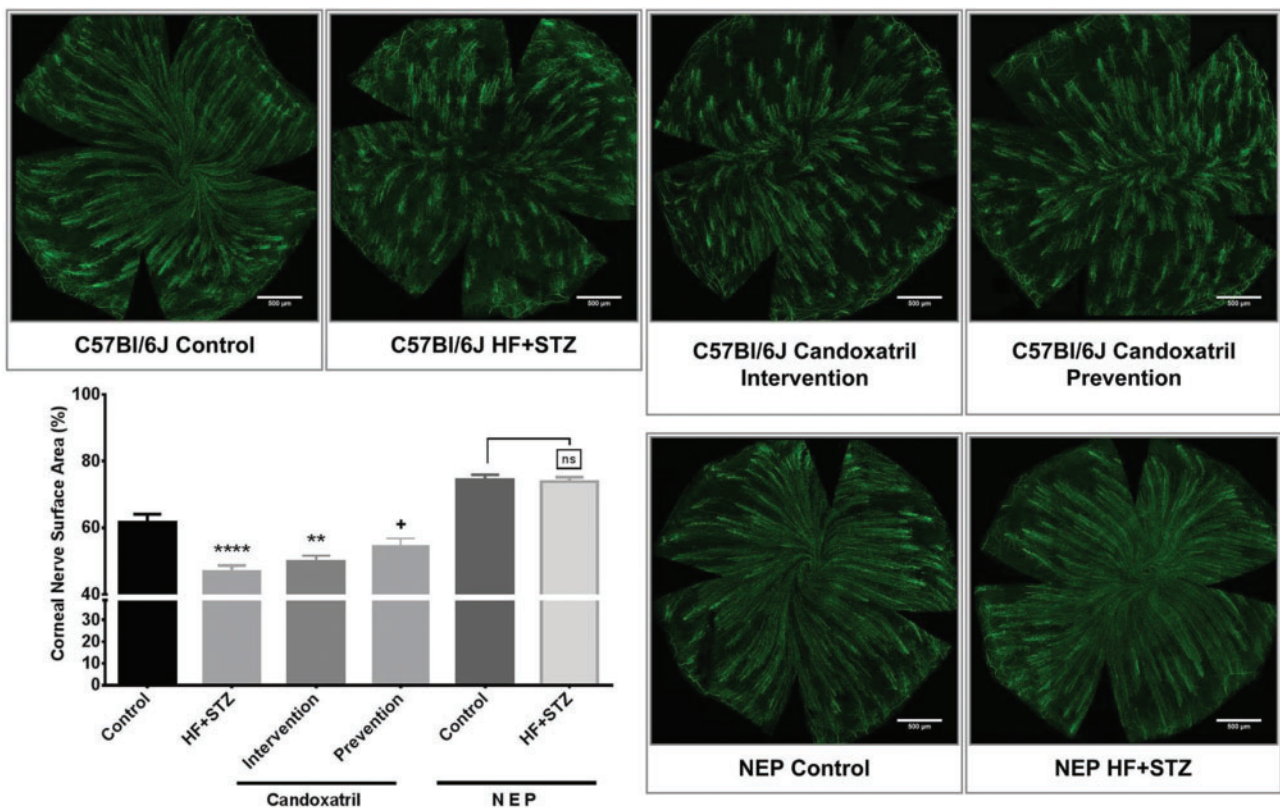 500 µm
500 µm
500 µm
500 µm
C57Bl/6J Control
C57Bl/6J HF+STZ
C57Bl/6J Candoxatril
Intervention
C57Bl/6J Candoxatril
Prevention
Corneal Nerve Surface Area (%)
100
80
60
40
30
20
10
0
****
**
+
ns
Control
HF+STZ
Intervention
Prevention
Control
HF+STZ
Candoxatril
N E P
500 µm
500 µm
NEP Control
NEP HF+STZ